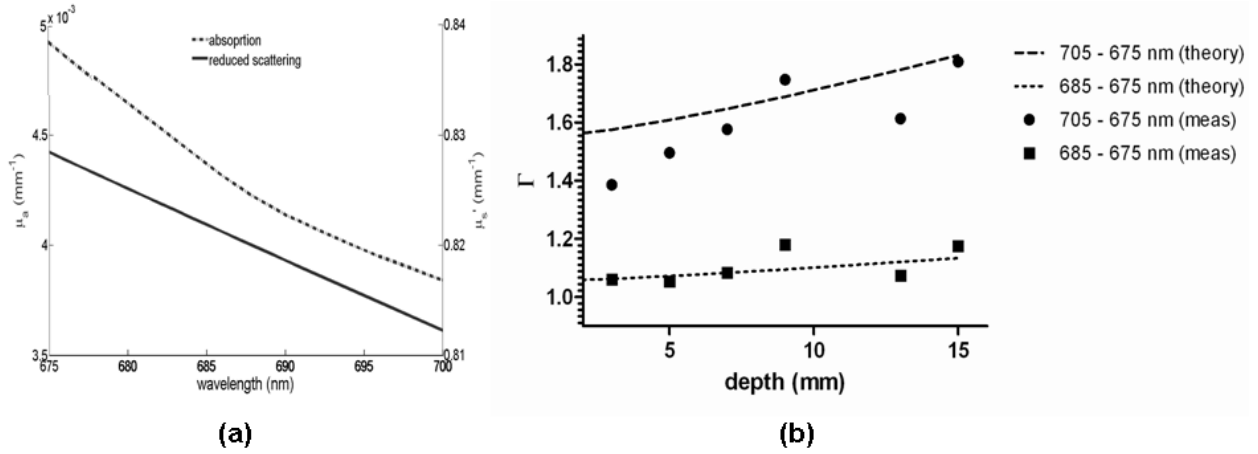 5 × 10⁻³
4.5
4
3.5
μa (mm⁻¹)
absoprtion
reduced scattering
0.84
0.83
0.82
0.81
μs' (mm⁻¹)
675 680 685 690 695 700
wavelength (nm)
(a)
1.8
1.6
1.4
1.2
1.0
Γ
5 10 15
depth (mm)
705 - 675 nm (theory)
685 - 675 nm (theory)
705 - 675 nm (meas)
685 - 675 nm (meas)
(b)